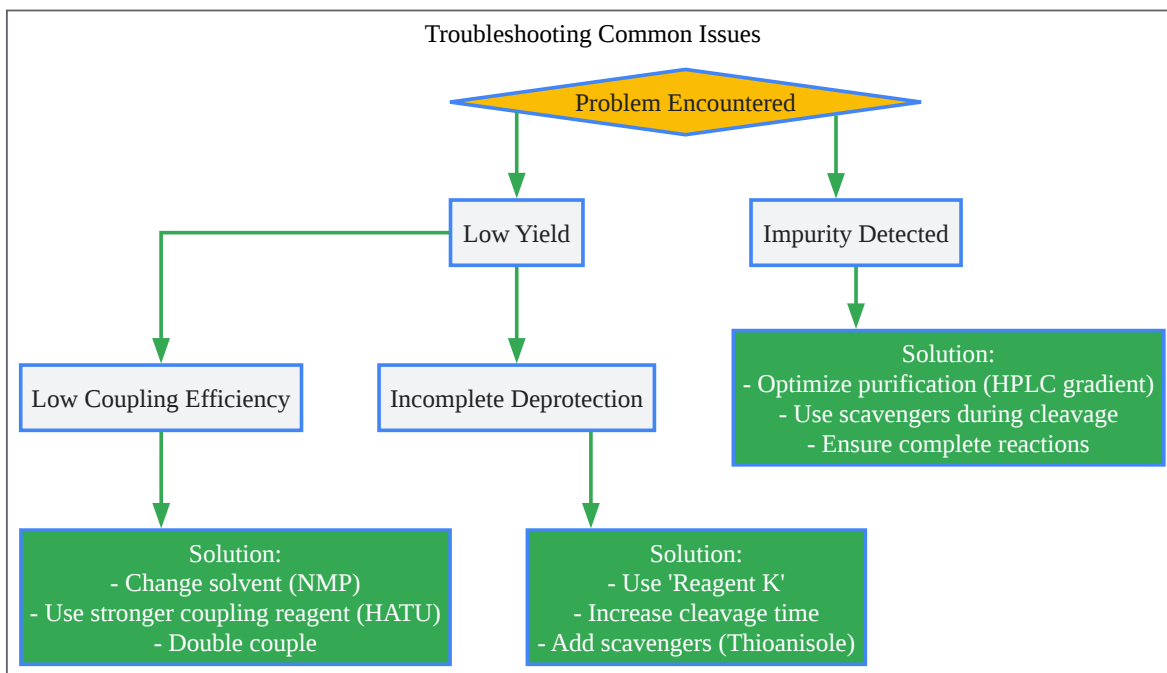 Troubleshooting Common Issues
Problem Encountered
Low Yield
Impurity Detected
Low Coupling Efficiency
Incomplete Deprotection
Solution:
- Optimize purification (HPLC gradient)
- Use scavengers during cleavage
- Ensure complete reactions
Solution:
- Change solvent (NMP)
- Use stronger coupling reagent (HATU)
- Double couple
Solution:
- Use 'Reagent K'
- Increase cleavage time
- Add scavengers (Thioanisole)